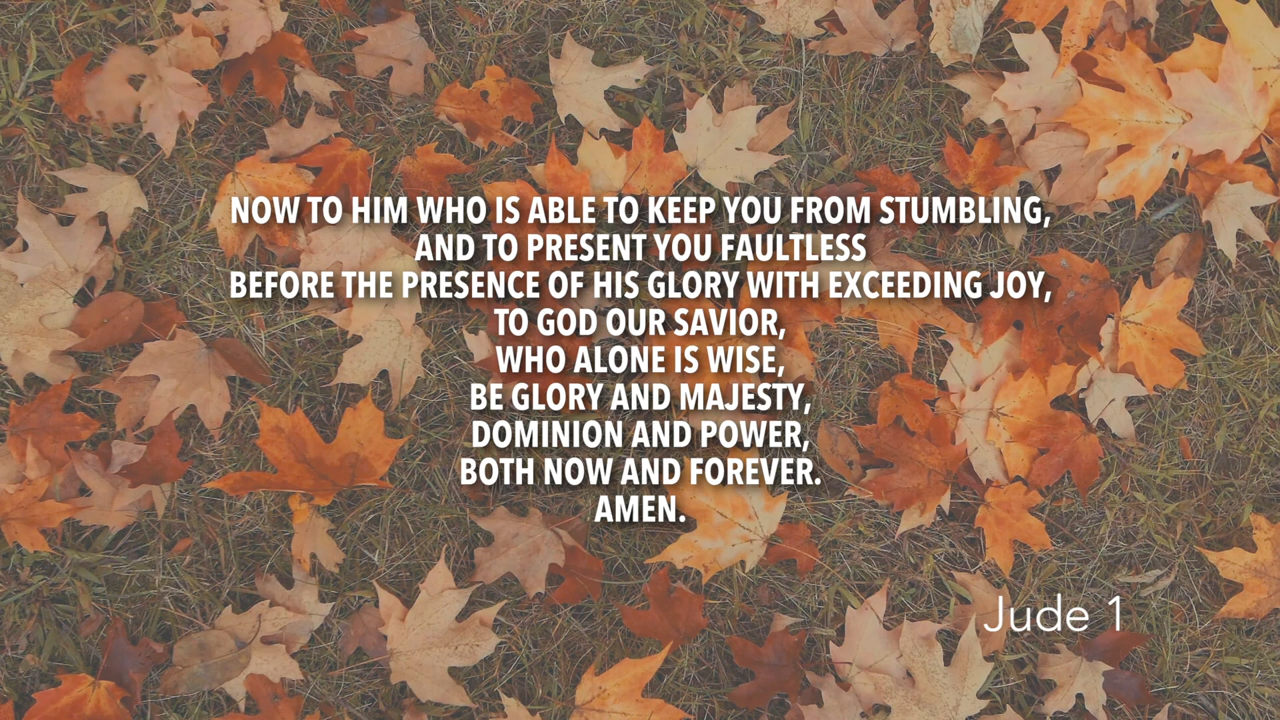 NOW TO HIM WHO IS ABLE TO KEEP YOU FROM STUMBLING,
AND TO PRESENT YOU FAULTLESS
BEFORE THE PRESENCE OF HIS GLORY WITH EXCEEDING JOY,
TO GOD OUR SAVIOR,
WHO ALONE IS WISE,
BE GLORY AND MAJESTY,
DOMINION AND POWER,
BOTH NOW AND FOREVER.
AMEN.
Jude 1